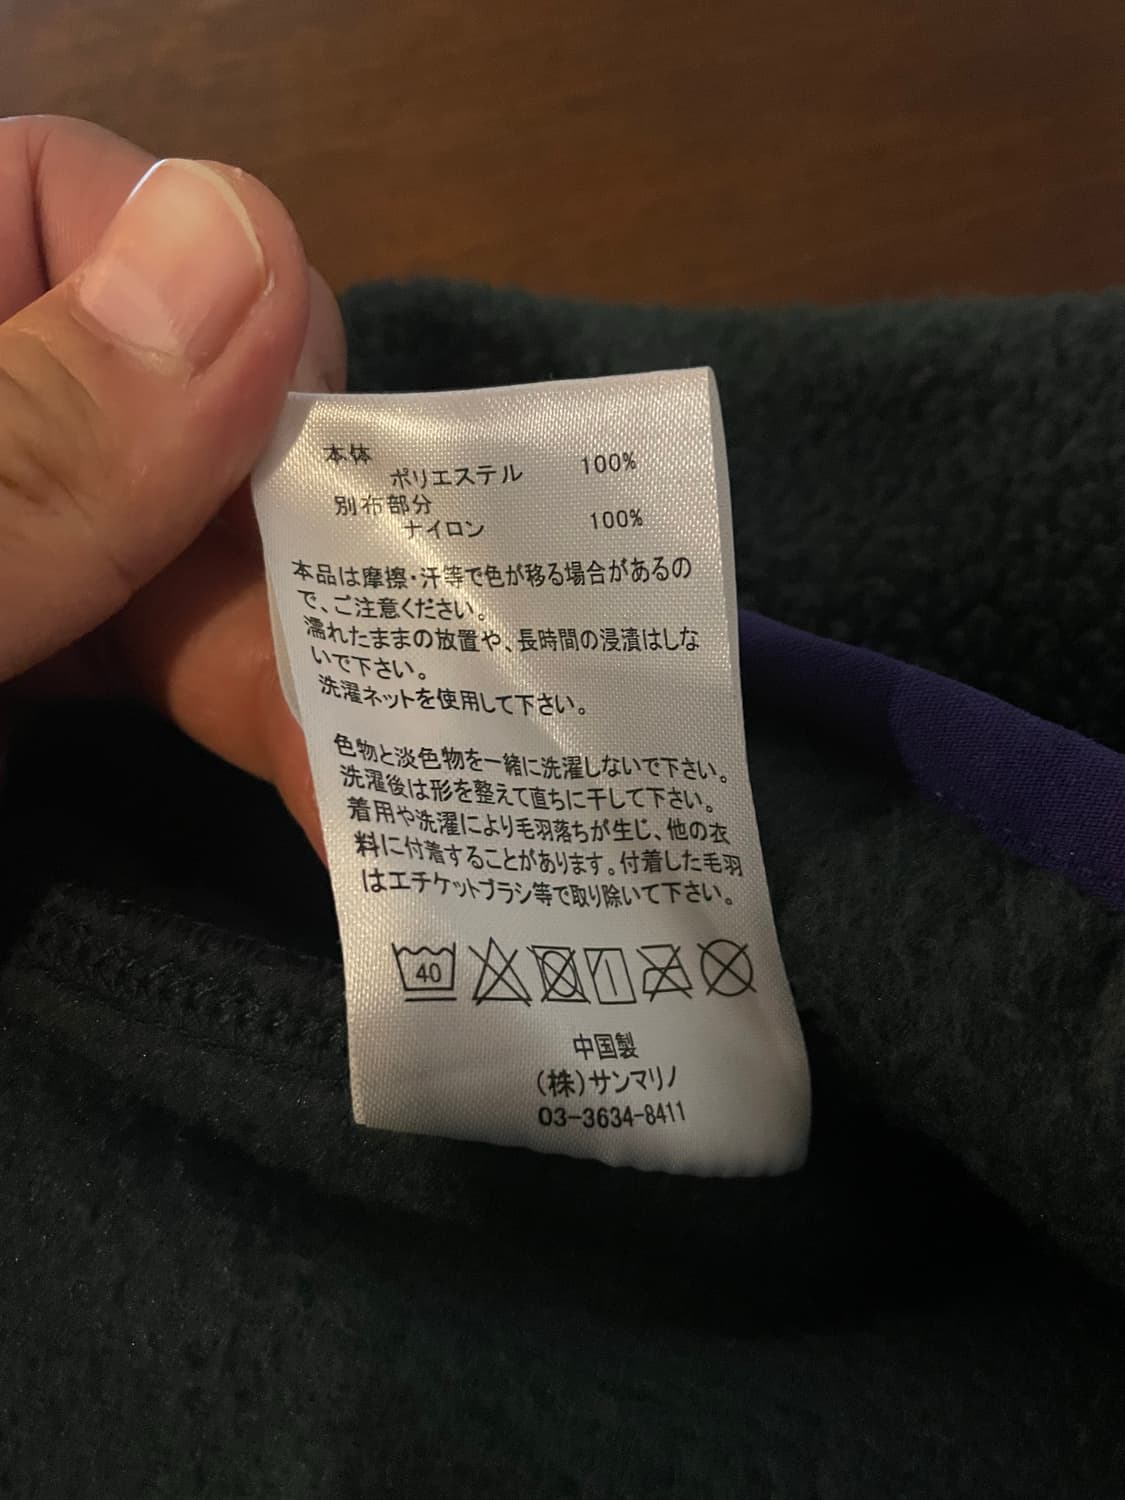 本体
ポリエステル 100%
別布部分
ナイロン 100%
本品は摩擦・汗等で色が移る場合があるの
で、ご注意ください。
濡れたままの放置や、長時間の浸漬はしな
いで下さい。
洗濯ネットを使用して下さい。
色物と淡色物を一緒に洗濯しないで下さい。
洗濯後は形を整えて直ちに干して下さい。
着用や洗濯により毛羽落ちが生じ、他の衣
料に付着することがあります。付着した毛羽
はエチケットブラシ等で取り除いて下さい。
40
中国製
(株)サンマリノ
03-3634-8411